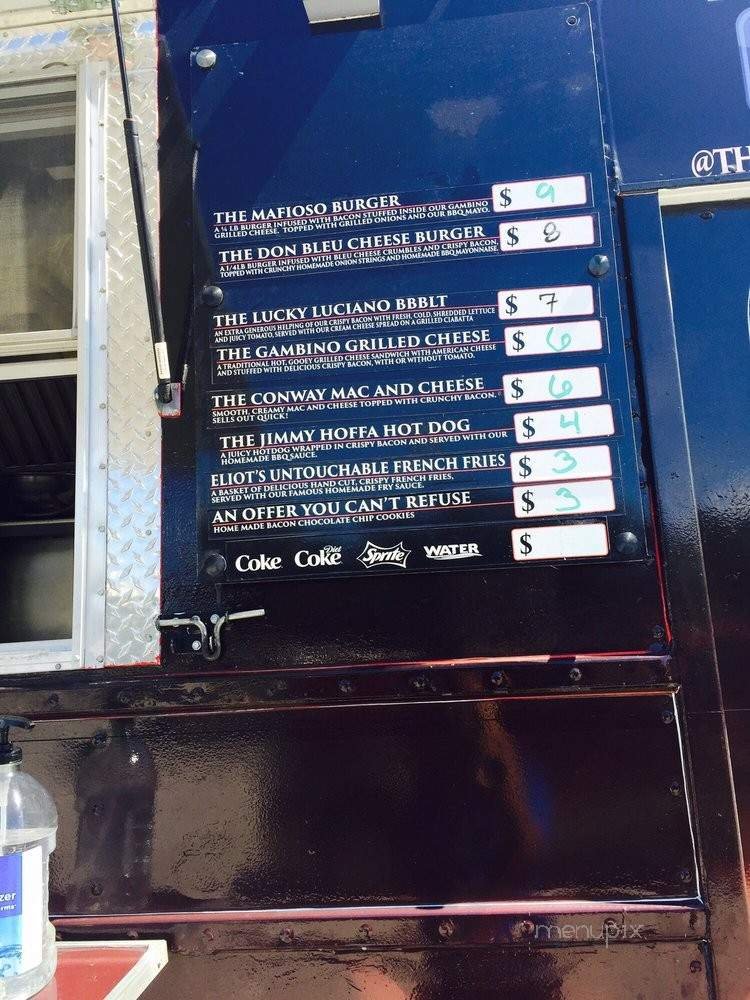 @TH
THE MAFIOSO BURGER $ 9
A ¼ LB BURGER INFUSED WITH BACON STUFFED INSIDE OUR GAMBINO
GRILLED CHEESE. TOPPED WITH GRILLED ONIONS AND OUR BBQ MAYO.
THE DON BLEU CHEESE BURGER $ 8
A 1/4LB BURGER INFUSED WITH BLEU CHEESE CRUMBLES AND CRISPY BACON,
TOPPED WITH CRUNCHY HOMEMADE ONION STRINGS AND HOMEMADE BBQ MAYONNAISE.
THE LUCKY LUCIANO BBBLT $ 7
AN EXTRA GENEROUS HELPING OF OUR CRISPY BACON WITH FRESH, COLD, SHREDDED LETTUCE
AND JUICY TOMATO, SERVED WITH OUR CREAM CHEESE SPREAD ON A GRILLED CIABATTA
THE GAMBINO GRILLED CHEESE $ 6
A TRADITIONAL HOT, GOOEY GRILLED CHEESE SANDWICH WITH AMERICAN CHEESE
AND STUFFED WITH DELICIOUS CRISPY BACON, WITH OR WITHOUT TOMATO.
THE CONWAY MAC AND CHEESE $ 6
SMOOTH, CREAMY MAC AND CHEESE TOPPED WITH CRUNCHY BACON.
SELLS OUT QUICK!
THE JIMMY HOFFA HOT DOG $ 4
A JUICY HOTDOG WRAPPED IN CRISPY BACON AND SERVED WITH OUR
HOMEMADE BBQ SAUCE.
ELIOT'S UNTOUCHABLE FRENCH FRIES $ 3
A BASKET OF DELICIOUS HAND CUT, CRISPY FRENCH FRIES,
SERVED WITH OUR FAMOUS HOMEMADE FRY SAUCE.
AN OFFER YOU CAN'T REFUSE $ 3
HOME MADE BACON CHOCOLATE CHIP COOKIES
Coke Diet Coke Sprite WATER $
zer
menupix